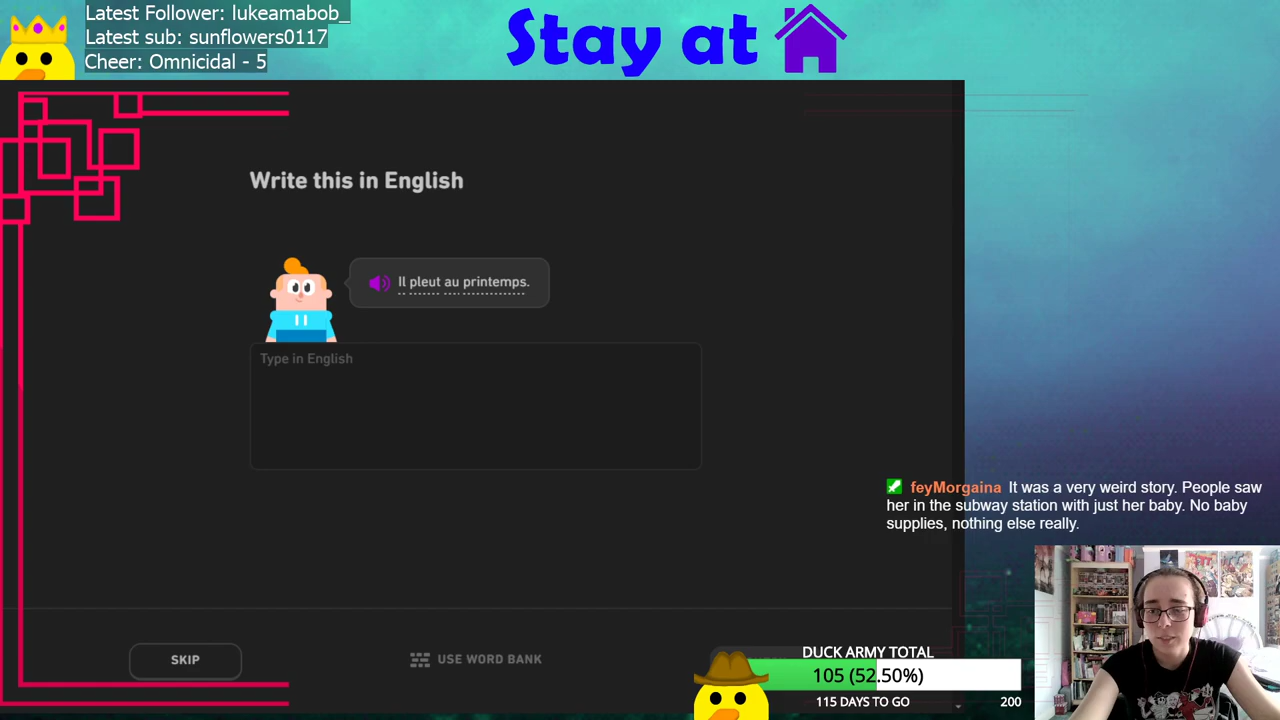 Latest Follower: lukeamabob_
Latest sub: sunflowers0117
Cheer: Omnicidal - 5
Stay at
Write this in English
Il pleut au printemps.
Type in English
feyMorgaina It was a very weird story. People saw
her in the subway station with just her baby. No baby
supplies, nothing else really.
SKIP
USE WORD BANK
DUCK ARMY TOTAL
105 (52.50%)
115 DAYS TO GO
200